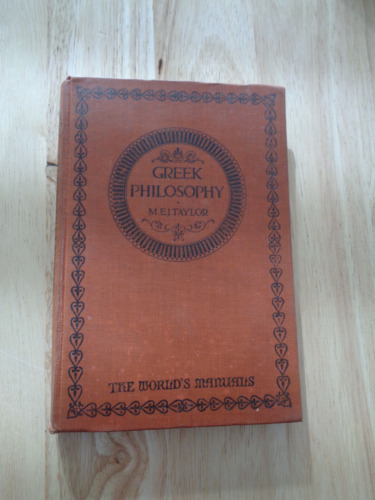 GREEK
PHILOSOPHY
M.E.J. TAYLOR
THE WORLD'S MANUALS